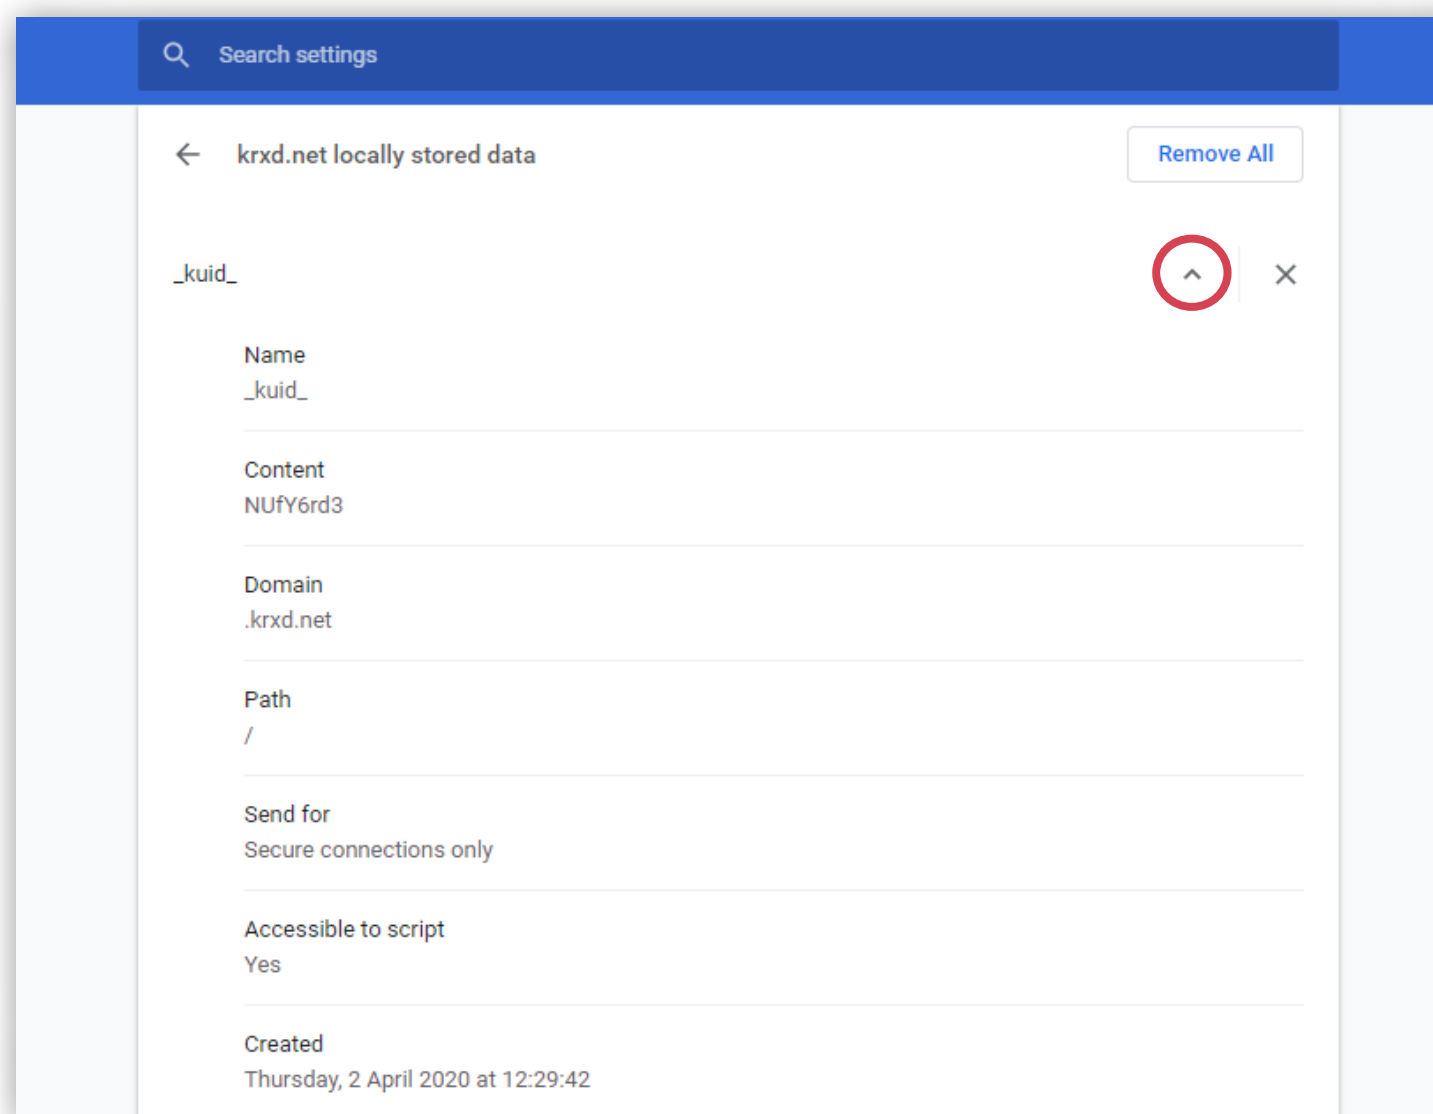 Search settings
krxd.net locally stored data
Remove All
_kuid_
Name
_kuid_
Content
NUfY6rd3
Domain
.krxd.net
Path
/
Send for
Secure connections only
Accessible to script
Yes
Created
Thursday, 2 April 2020 at 12:29:42